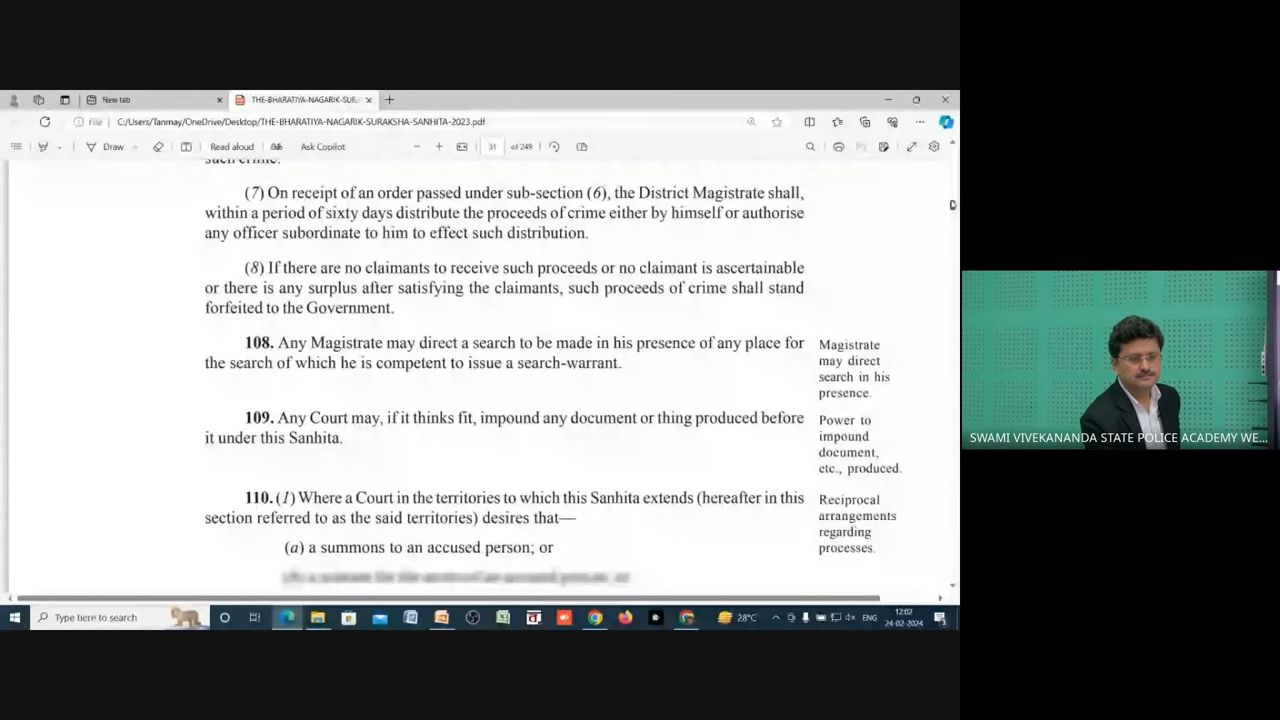 New tab
THE-BHARATIYA-NAGARIK-SUR
File C:/Users/Tanmay/OneDrive/Desktop/THE-BHARATIYA-NAGARIK-SURAKSHA-SANHITA-2023.pdf
Draw Read aloud Ask Copilot 31 of 249
such crime.
(7) On receipt of an order passed under sub-section (6), the District Magistrate shall,
within a period of sixty days distribute the proceeds of crime either by himself or authorise
any officer subordinate to him to effect such distribution.
(8) If there are no claimants to receive such proceeds or no claimant is ascertainable
or there is any surplus after satisfying the claimants, such proceeds of crime shall stand
forfeited to the Government.
108. Any Magistrate may direct a search to be made in his presence of any place for
the search of which he is competent to issue a search-warrant.
Magistrate
may direct
search in his
presence.
109. Any Court may, if it thinks fit, impound any document or thing produced before
it under this Sanhita.
Power to
impound
document,
etc., produced.
110. (1) Where a Court in the territories to which this Sanhita extends (hereafter in this
section referred to as the said territories) desires that—
Reciprocal
arrangements
regarding
processes.
(a) a summons to an accused person; or
SWAMI VIVEKANANDA STATE POLICE ACADEMY WE...
Type here to search
28°C
ENG
12:02
24-02-2024